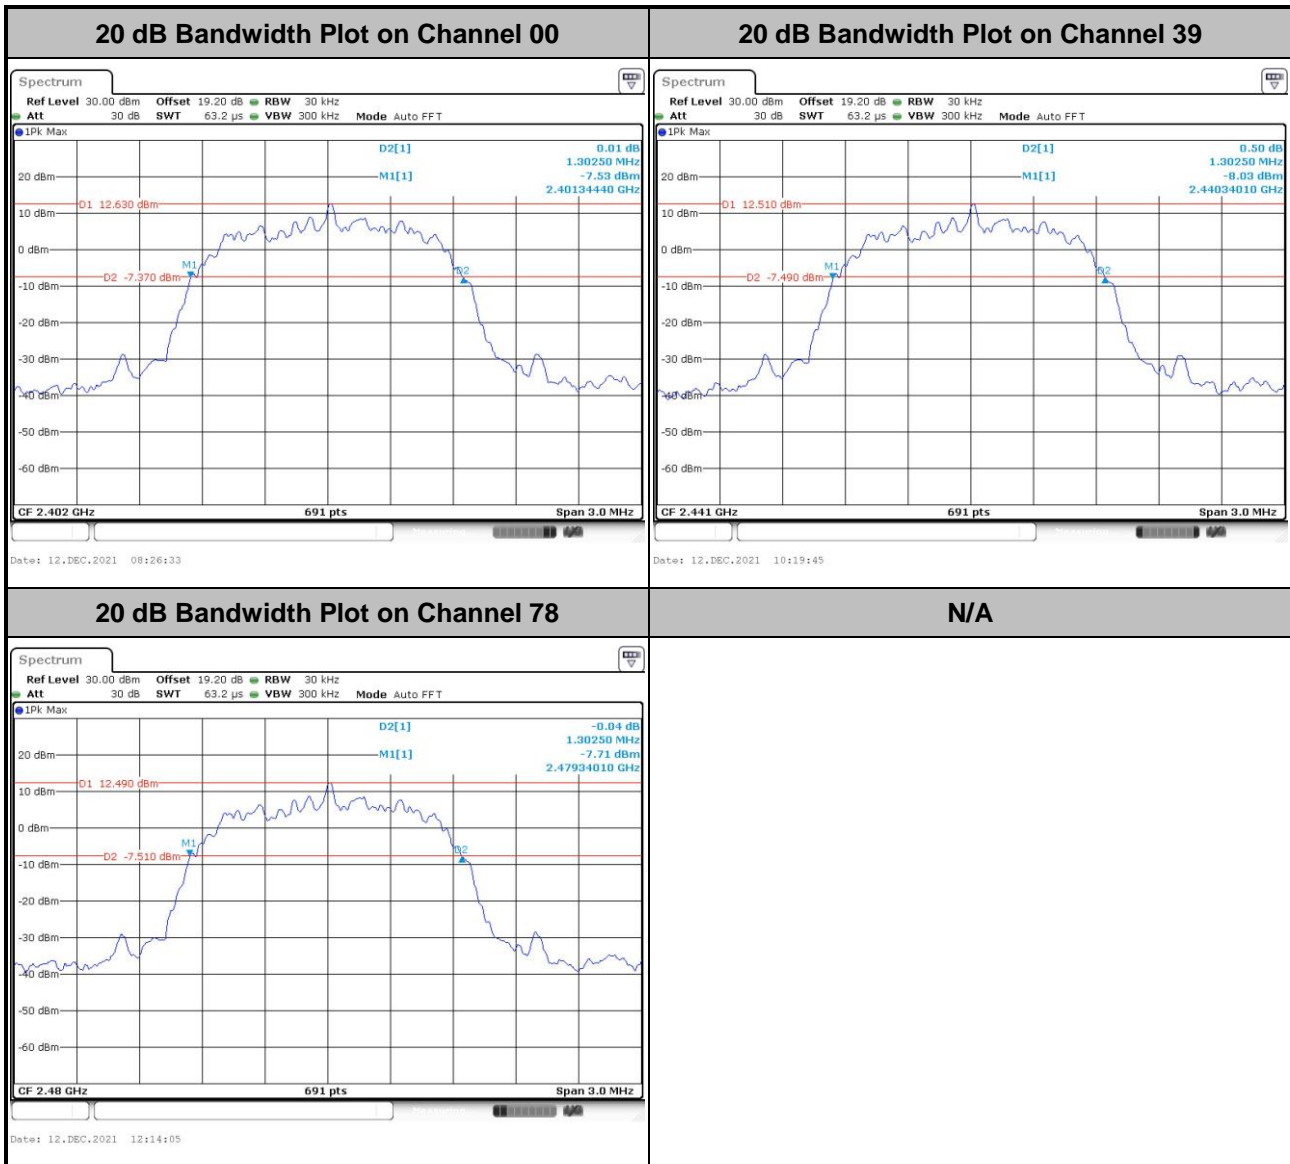 20 dB Bandwidth Plot on Channel 00
20 dB Bandwidth Plot on Channel 39
Spectrum
Ref Level 30.00 dBm Offset 19.20 dB RBW 30 kHz
Att 30 dB SWT 63.2 µs VBW 300 kHz Mode Auto FFT
1Pk Max
D2[1] 0.01 dB
1.30250 MHz
M1[1] -7.53 dBm
2.40134440 GHz
20 dBm
D1 12.630 dBm
10 dBm
0 dBm
M1
D2
D2 -7.370 dBm
-10 dBm
-20 dBm
-30 dBm
-40 dBm
-50 dBm
-60 dBm
CF 2.402 GHz 691 pts Span 3.0 MHz
Date: 12.DEC.2021 08:26:33
Spectrum
Ref Level 30.00 dBm Offset 19.20 dB RBW 30 kHz
Att 30 dB SWT 63.2 µs VBW 300 kHz Mode Auto FFT
1Pk Max
D2[1] 0.50 dB
1.30250 MHz
M1[1] -8.03 dBm
2.44034010 GHz
20 dBm
D1 12.510 dBm
10 dBm
0 dBm
M1
D2
D2 -7.490 dBm
-10 dBm
-20 dBm
-30 dBm
-40 dBm
-50 dBm
-60 dBm
CF 2.441 GHz 691 pts Span 3.0 MHz
Date: 12.DEC.2021 10:19:45
20 dB Bandwidth Plot on Channel 78
N/A
Spectrum
Ref Level 30.00 dBm Offset 19.20 dB RBW 30 kHz
Att 30 dB SWT 63.2 µs VBW 300 kHz Mode Auto FFT
1Pk Max
D2[1] -0.04 dB
1.30250 MHz
M1[1] -7.71 dBm
2.47934010 GHz
20 dBm
D1 12.490 dBm
10 dBm
0 dBm
M1
D2
D2 -7.510 dBm
-10 dBm
-20 dBm
-30 dBm
-40 dBm
-50 dBm
-60 dBm
CF 2.48 GHz 691 pts Span 3.0 MHz
Date: 12.DEC.2021 12:14:05